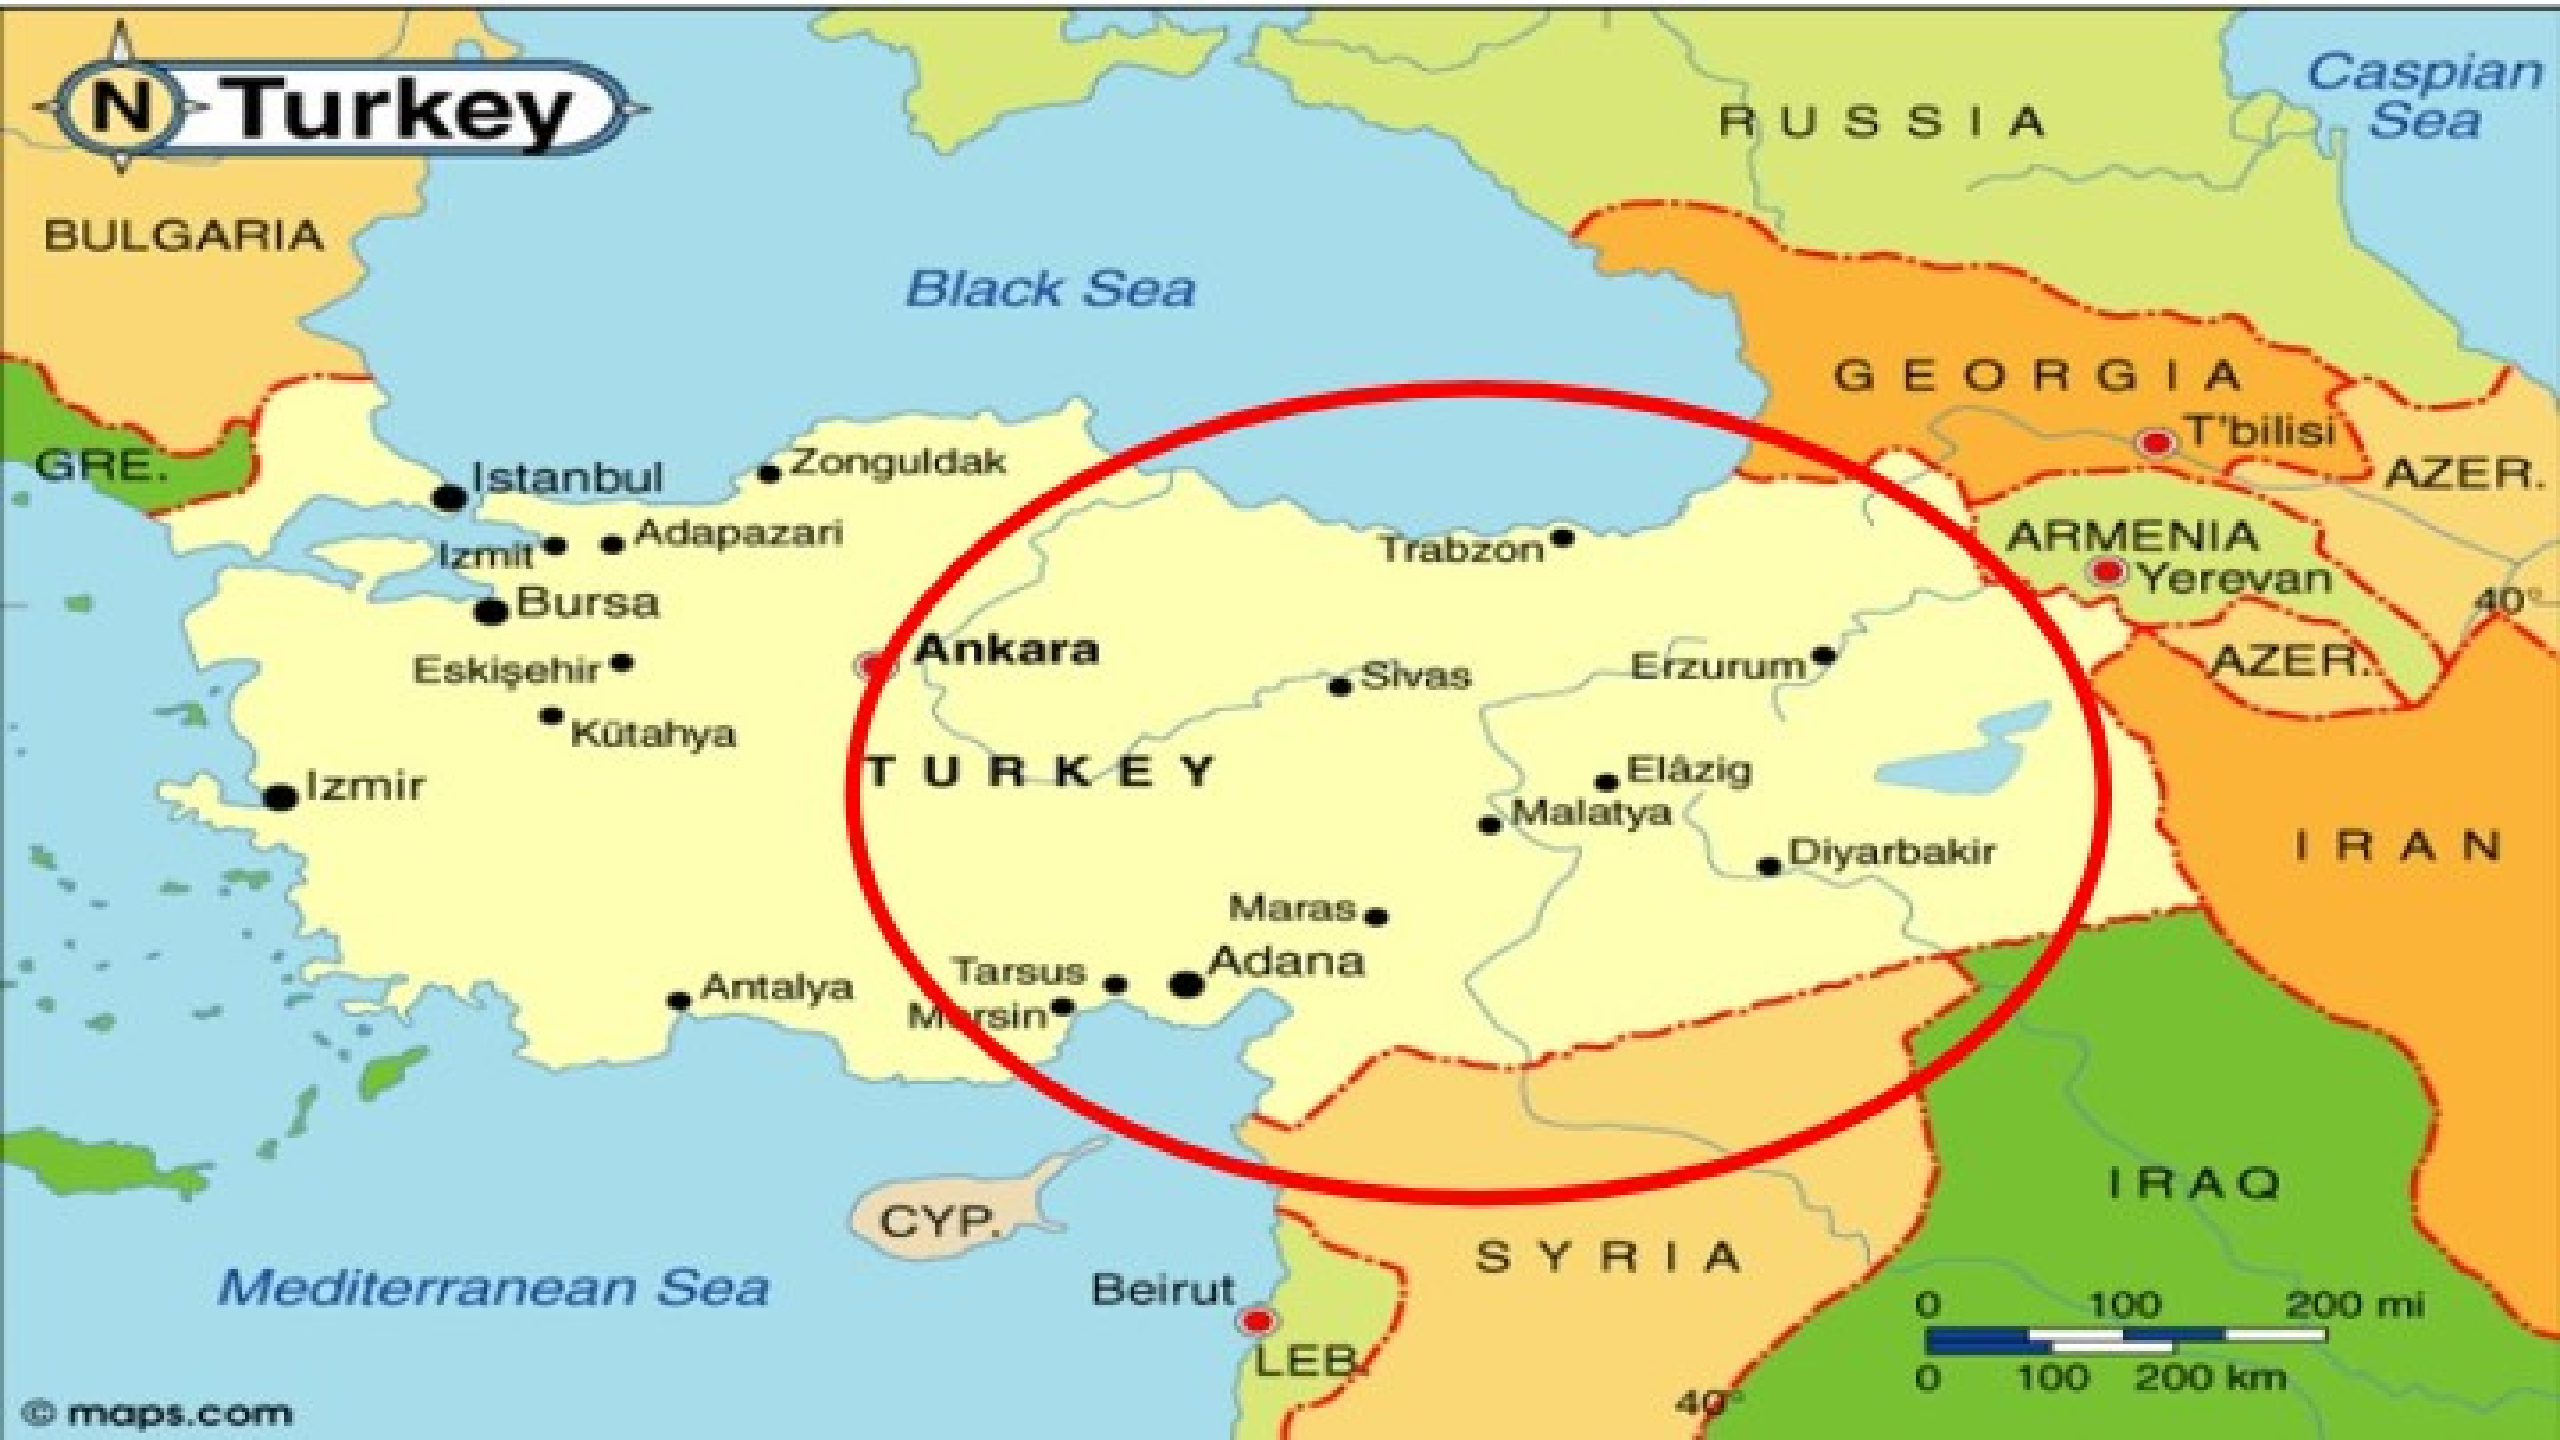 N Turkey
Caspian
Sea
RUSSIA
BULGARIA
Black Sea
GEORGIA
T'bilisi
GRE.
Istanbul
Zonguldak
AZER.
Izmit
Adapazari
Trabzon
ARMENIA
Yerevan
40°
Bursa
Ankara
Eskişehir
Sivas
Erzurum
AZER.
Kütahya
TURKEY
Elâzig
Izmir
Malatya
IRAN
Diyarbakir
Maras
Tarsus
Adana
Antalya
Mersin
IRAQ
CYP.
SYRIA
Mediterranean Sea
Beirut
0 100 200 mi
LEB.
0 100 200 km
40°
© maps.com